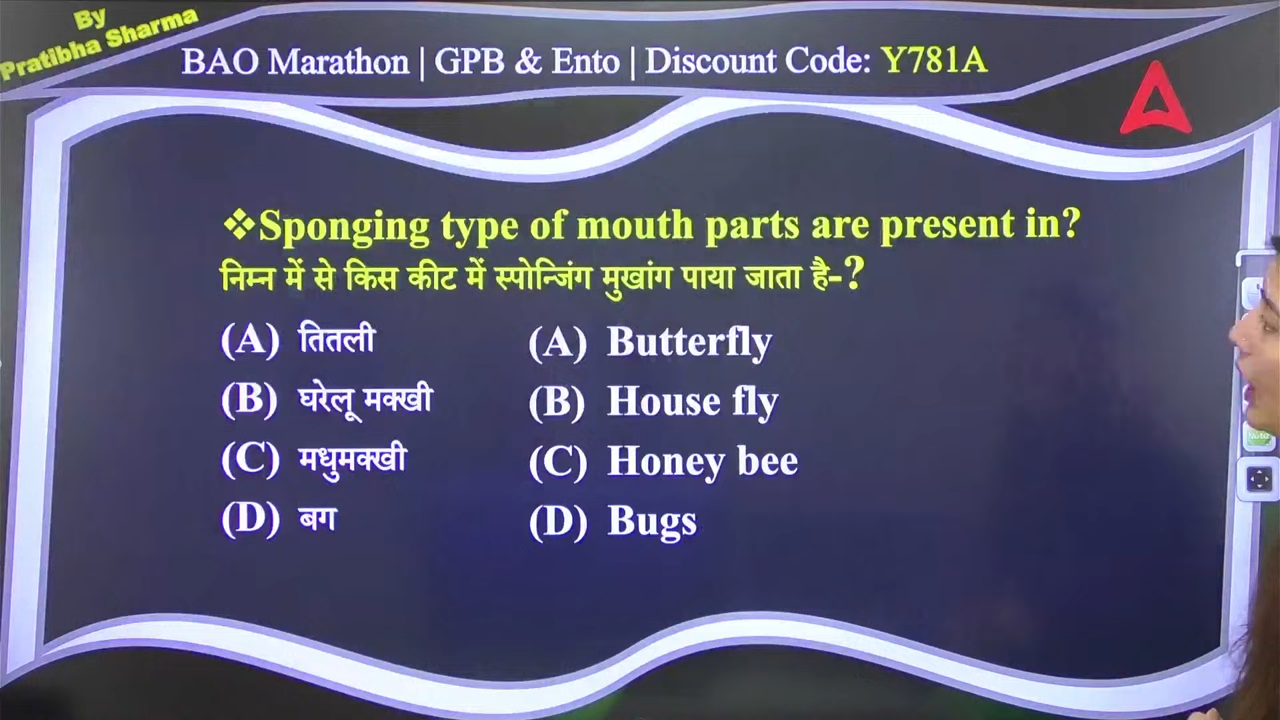 By
Pratibha Sharma
BAO Marathon | GPB & Ento | Discount Code: Y781A
❖Sponging type of mouth parts are present in?
निम्न में से किस कीट में स्पोन्जिंग मुखांग पाया जाता है-?
(A) तितली (A) Butterfly
(B) घरेलू मक्खी (B) House fly
(C) मधुमक्खी (C) Honey bee
(D) बग (D) Bugs